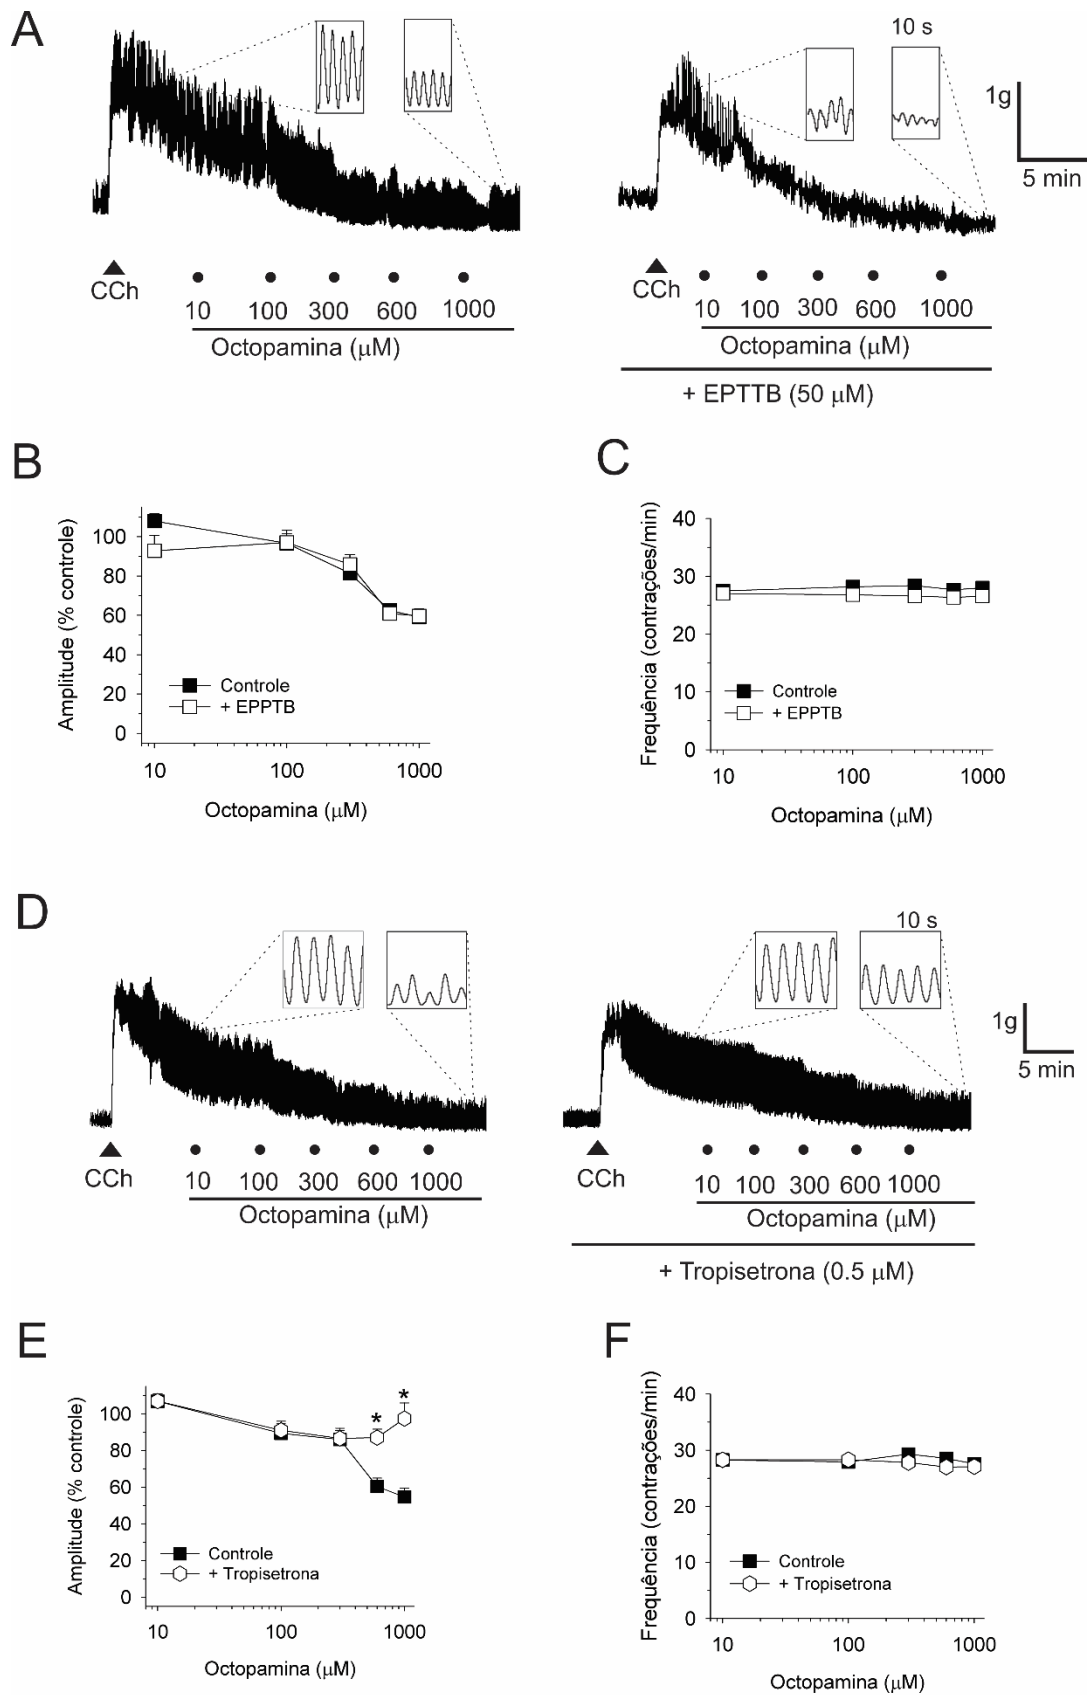 A
10 s
1g
5 min
CCh
10 100 300 600 1000
Octopamina (μM)
CCh
10 100 300 600 1000
Octopamina (μM)
+ EPTTB (50 μM)
B
Amplitude (% controle)
100
80
60
40
20
0
Controle
+ EPPTB
10 100 1000
Octopamina (μM)
C
Frequência (contrações/min)
40
30
20
10
0
Controle
+ EPPTB
10 100 1000
Octopamina (μM)
D
10 s
1g
5 min
CCh
10 100 300 600 1000
Octopamina (μM)
CCh
10 100 300 600 1000
Octopamina (μM)
+ Tropisetrona (0.5 μM)
E
Amplitude (% controle)
100
80
60
40
20
0
* *
Controle
+ Tropisetrona
10 100 1000
Octopamina (μM)
F
Frequência (contrações/min)
40
30
20
10
0
Controle
+ Tropisetrona
10 100 1000
Octopamina (μM)